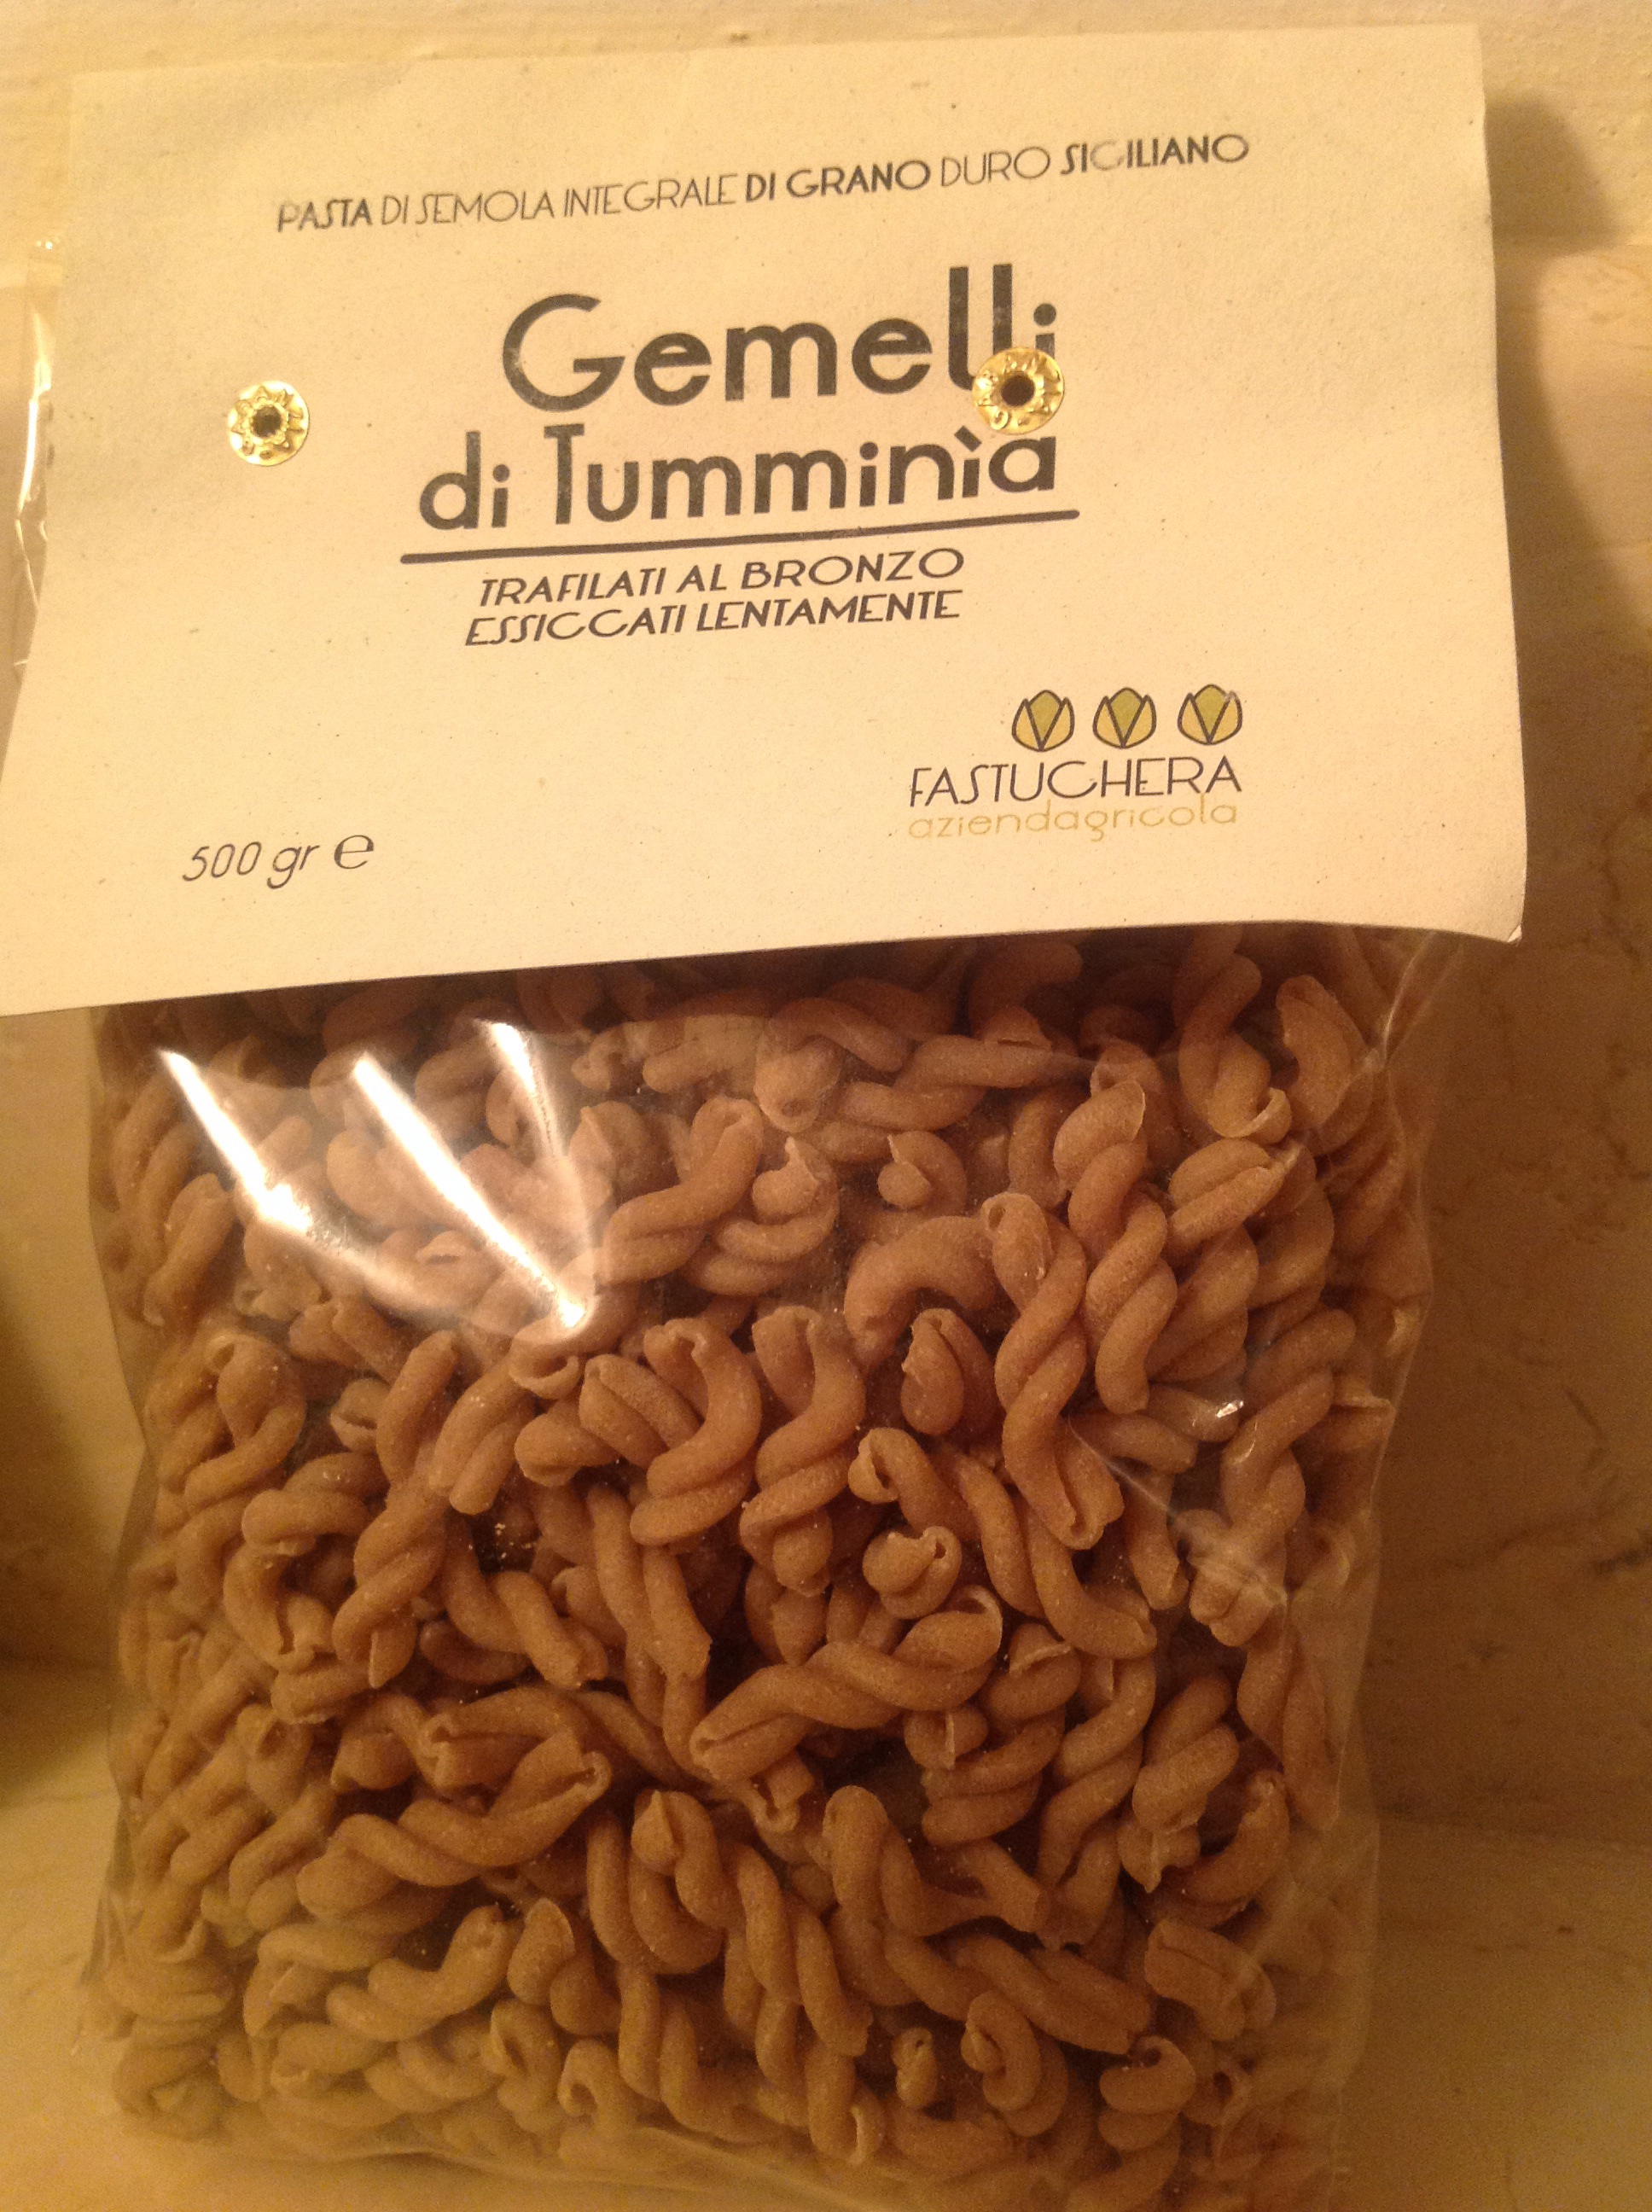 PASTA DI SEMOLA INTEGRALE DI GRANO DURO SICILIANO
Gemelli
di Tumminìa
TRAFILATI AL BRONZO
ESSICCATI LENTAMENTE
FASTUCHERA
aziendagricola
500 gr ℮